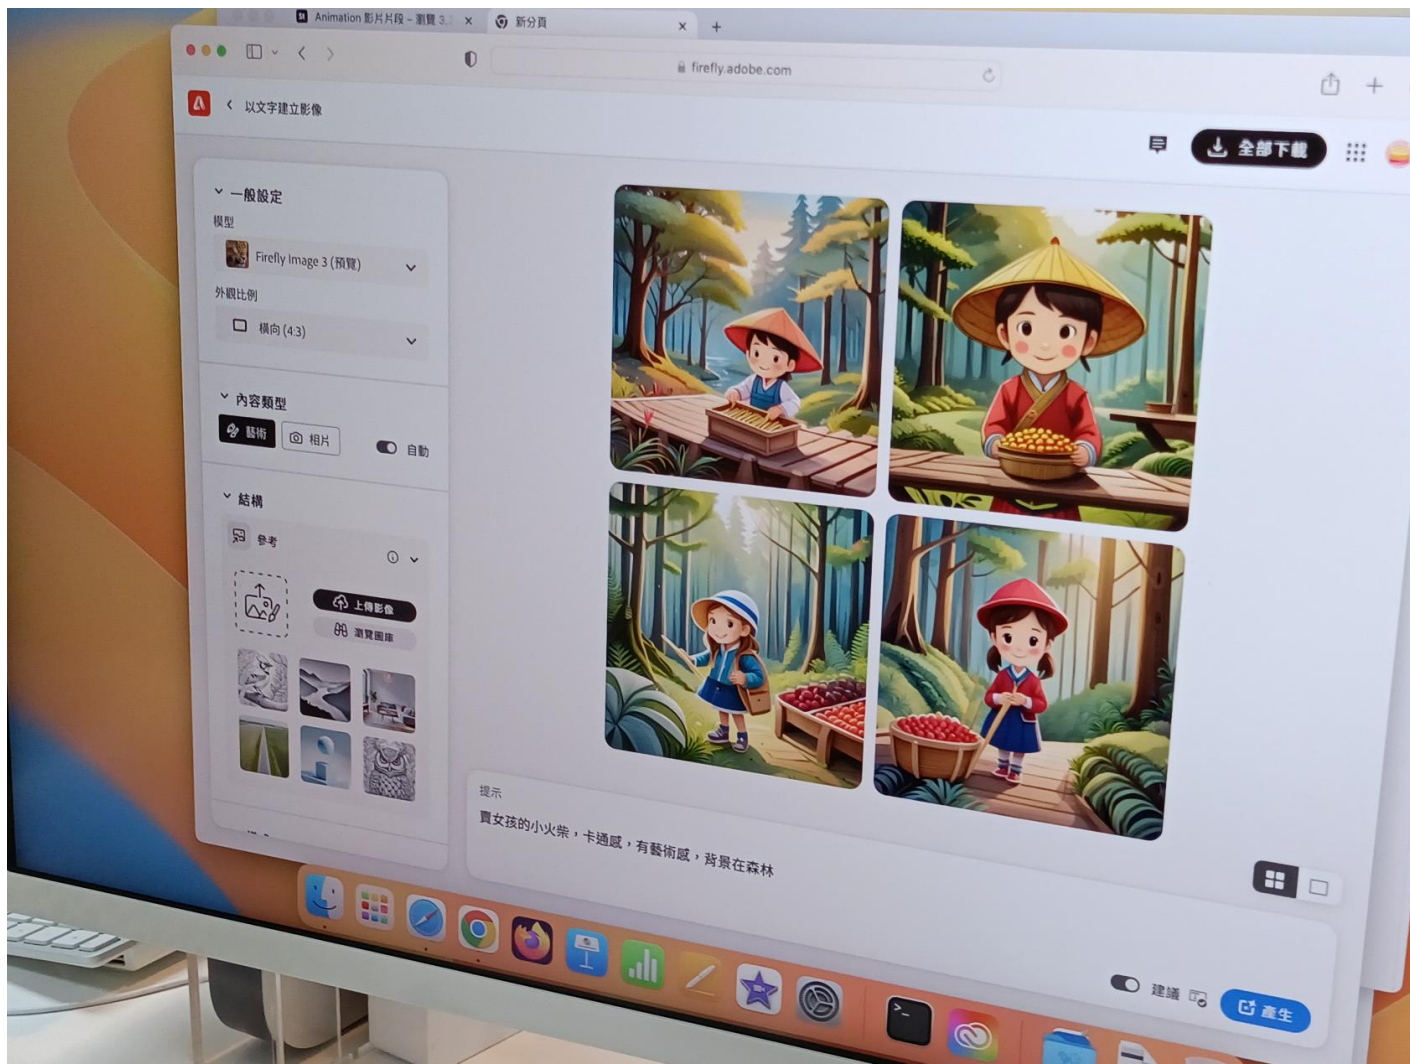 Animation 影片片段 – 瀏覽 3,
新分頁
firefly.adobe.com
以文字建立影像
全部下載
一般設定
模型
Firefly Image 3 (預覽)
外觀比例
橫向 (4:3)
內容類型
藝術
相片
自動
結構
參考
上傳影像
瀏覽圖庫
提示
賣女孩的小火柴，卡通感，有藝術感，背景在森林
建議
產生